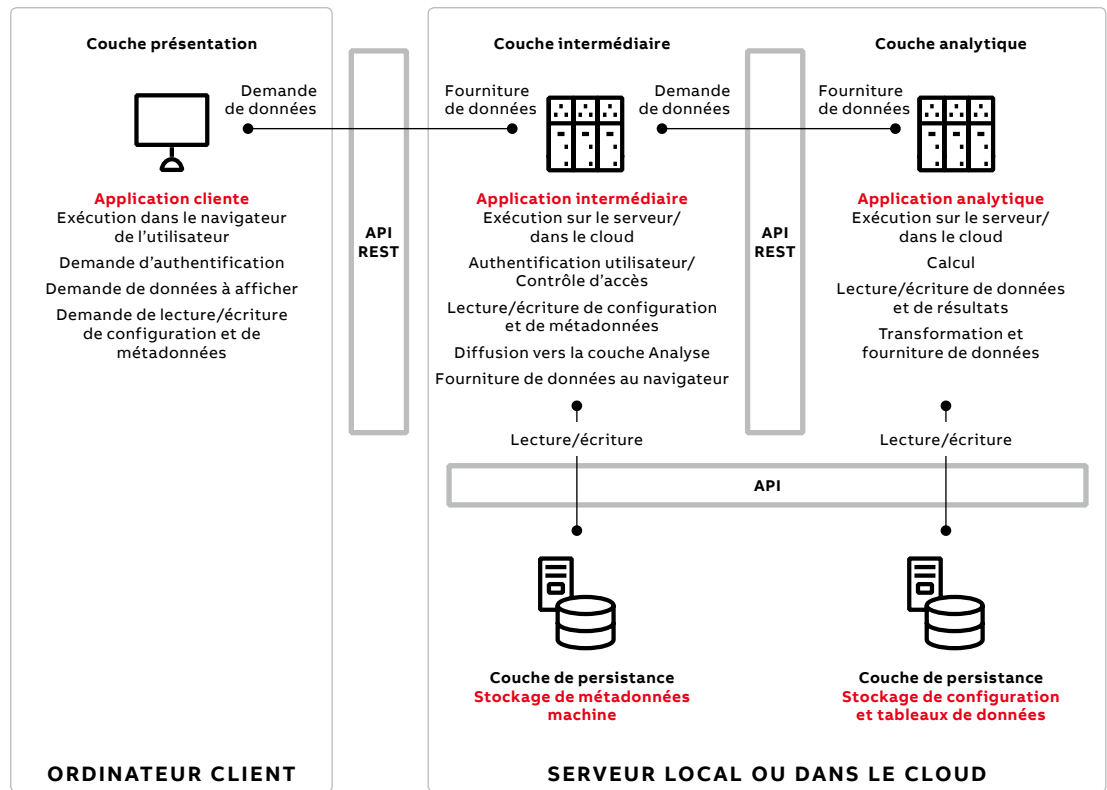 Couche présentation
Demande
de données
Application cliente
Exécution dans le navigateur
de l’utilisateur
Demande d’authentification
Demande de données à afficher
Demande de lecture/écriture
de configuration et de
métadonnées
API
REST
Couche intermédiaire
Fourniture
de données
Demande
de données
Application intermédiaire
Exécution sur le serveur/
dans le cloud
Authentification utilisateur/
Contrôle d’accès
Lecture/écriture de configuration
et de métadonnées
Diffusion vers la couche Analyse
Fourniture de données au navigateur
Lecture/écriture
API
REST
Couche analytique
Fourniture
de données
Application analytique
Exécution sur le serveur/
dans le cloud
Calcul
Lecture/écriture de données
et de résultats
Transformation et
fourniture de données
Lecture/écriture
API
Couche de persistance
Stockage de métadonnées
machine
Couche de persistance
Stockage de configuration
et tableaux de données
ORDINATEUR CLIENT
SERVEUR LOCAL OU DANS LE CLOUD